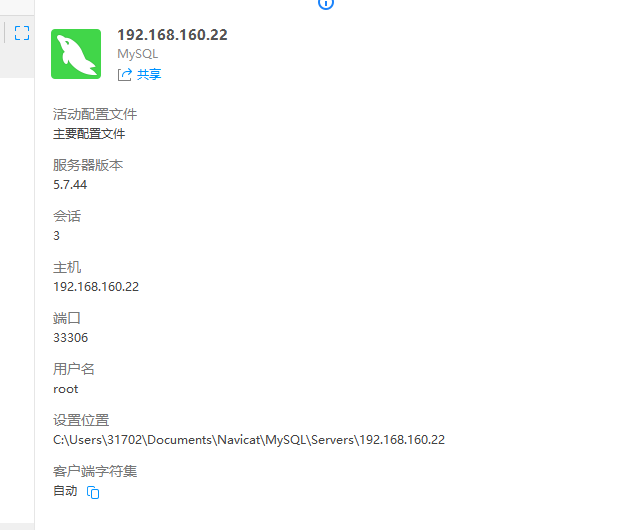 192.168.160.22
MySQL
共享
活动配置文件
主要配置文件
服务器版本
5.7.44
会话
3
主机
192.168.160.22
端口
33306
用户名
root
设置位置
C:\Users\31702\Documents\Navicat\MySQL\Servers\192.168.160.22
客户端字符集
自动